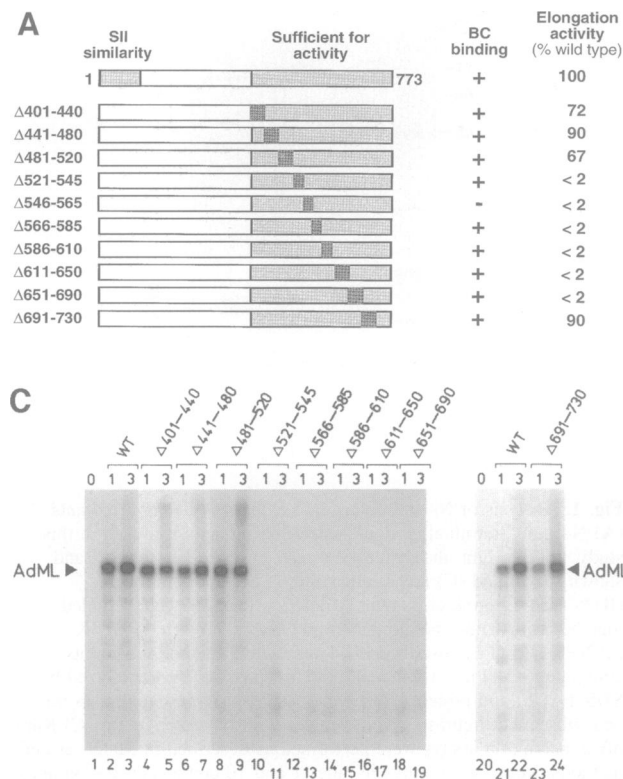 A
SII similarity
Sufficient for activity
BC binding
Elongation activity (% wild type)
1 773 + 100
Δ401-440 + 72
Δ441-480 + 90
Δ481-520 + 67
Δ521-545 + < 2
Δ546-565 - < 2
Δ566-585 + < 2
Δ586-610 + < 2
Δ611-650 + < 2
Δ651-690 + < 2
Δ691-730 + 90
C
WT Δ401–440 Δ441–480 Δ481–520 Δ521–545 Δ566–585 Δ586–610 Δ611–650 Δ651–690 WT Δ691–730
0 1 3 1 3 1 3 1 3 1 3 1 3 1 3 1 3 1 3 0 1 3 1 3
AdML ▶ ◀ AdML
1 2 3 4 5 6 7 8 9 10 11 12 13 14 15 16 17 18 19 20 21 22 23 24